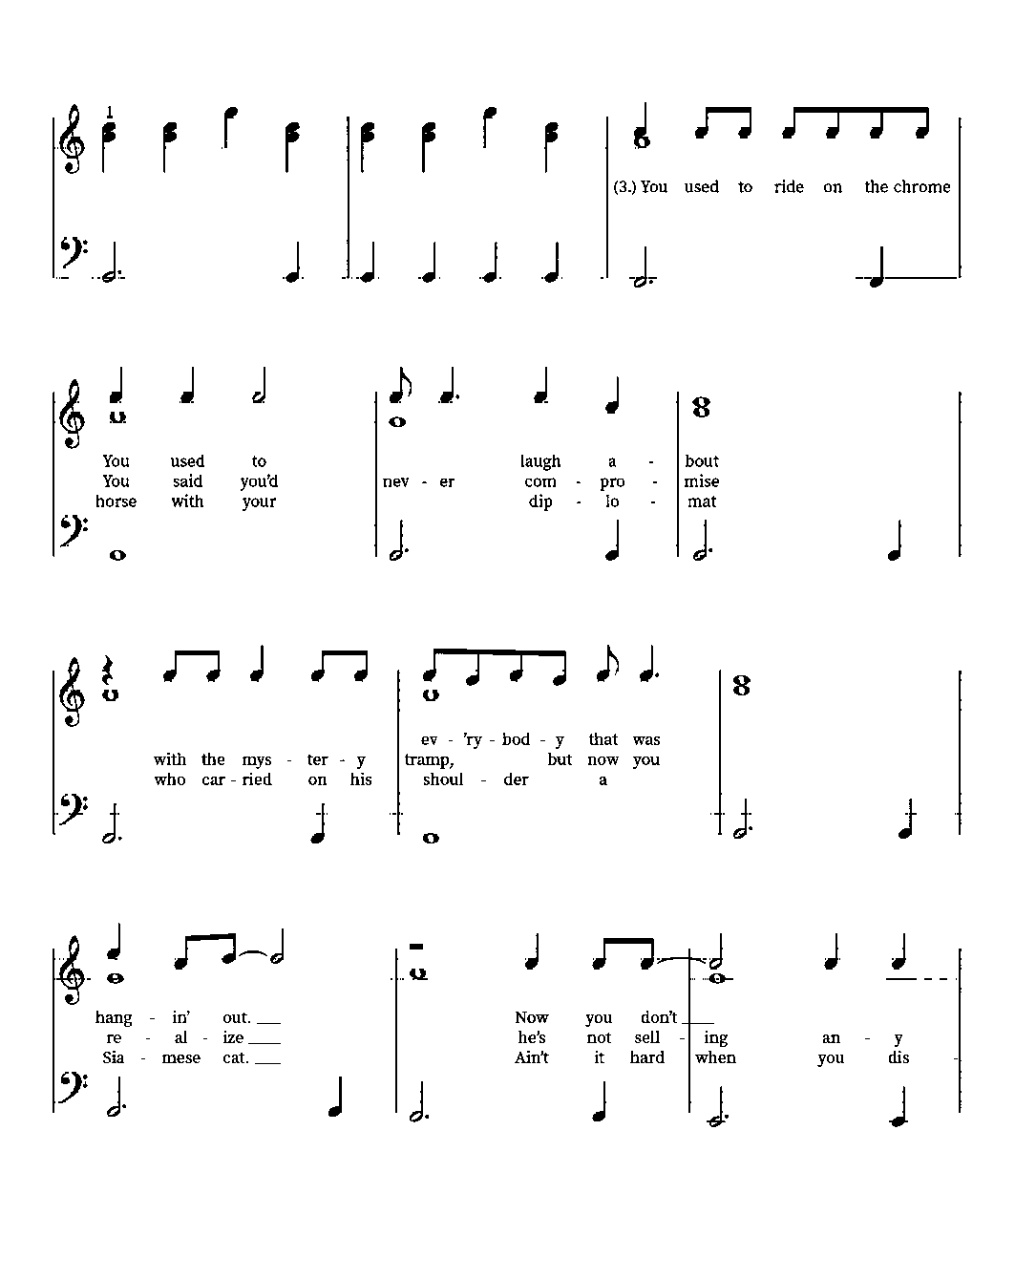 1
(3.) You used to ride on the chrome
You used to laugh a - bout
You said you'd nev - er com - pro - mise
horse with your dip - lo - mat
ev - 'ry - bod - y that was
with the mys - ter - y tramp, but now you
who car - ried on his shoul - der a
hang - in' out. ___ Now you don't ___
re - al - ize ___ he's not sell - ing an - y
Sia - mese cat. ___ Ain't it hard when you dis -